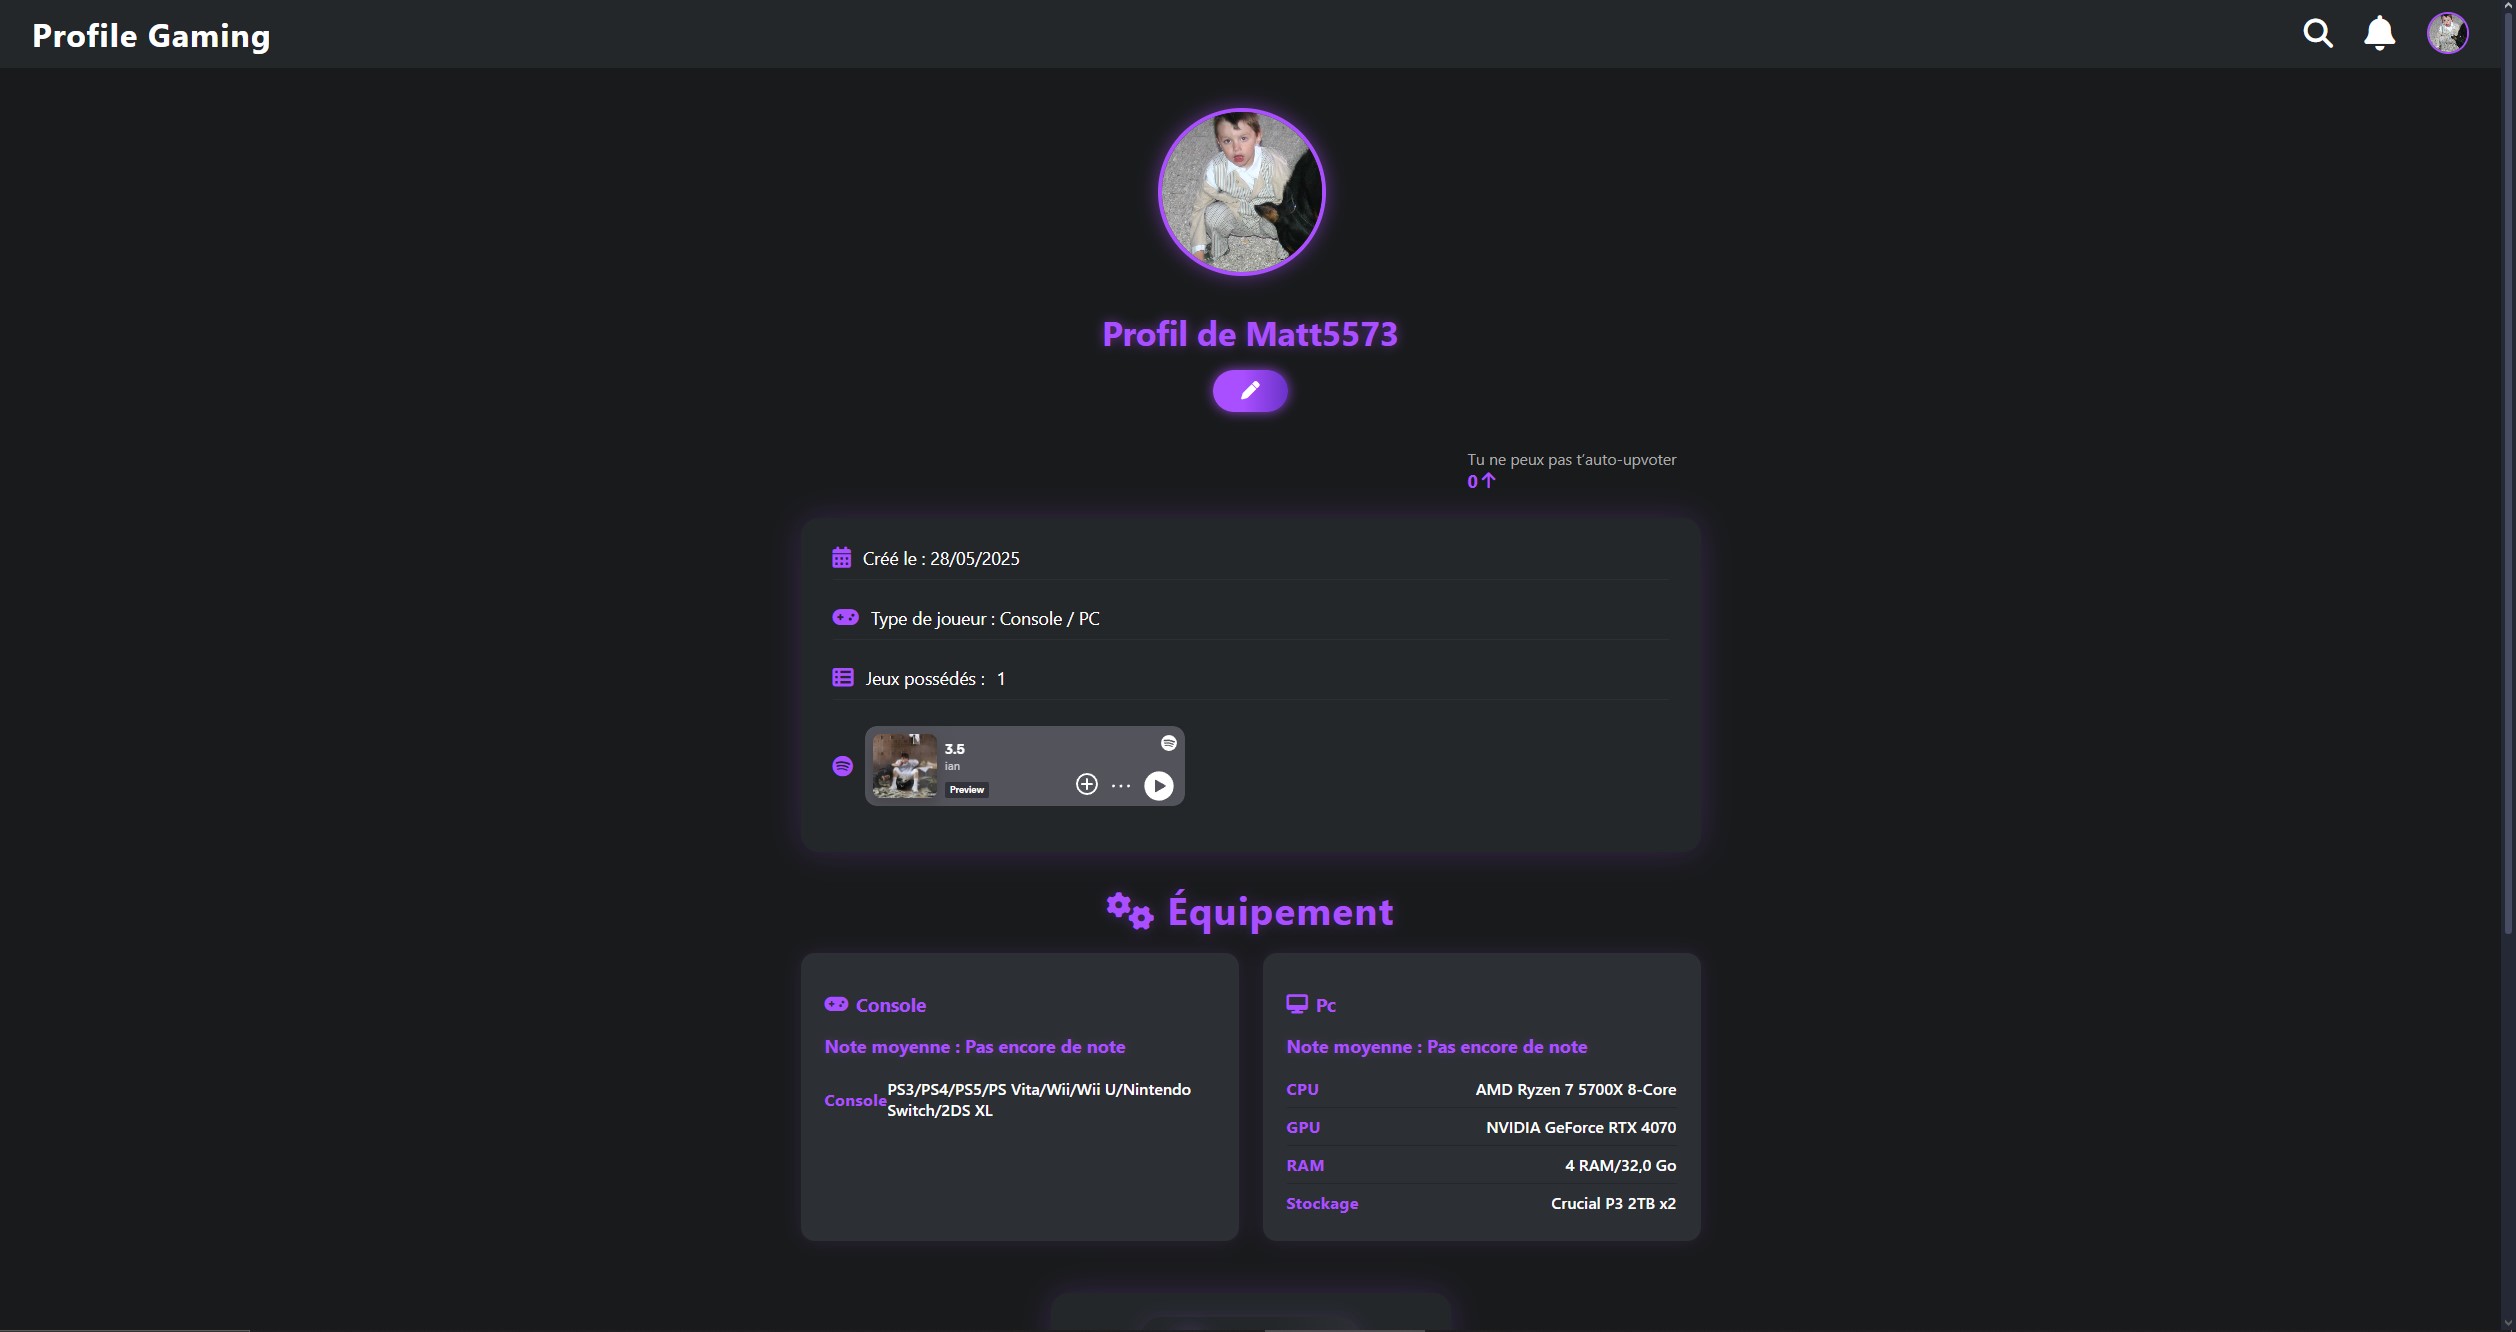 Profile Gaming
Profil de Matt5573
Tu ne peux pas t'auto-upvoter
0
Créé le : 28/05/2025
Type de joueur : Console / PC
Jeux possédés : 1
3.5
ian
Preview
Équipement
Console
Note moyenne : Pas encore de note
Console
PS3/PS4/PS5/PS Vita/Wii/Wii U/Nintendo
Switch/2DS XL
Pc
Note moyenne : Pas encore de note
CPU AMD Ryzen 7 5700X 8-Core
GPU NVIDIA GeForce RTX 4070
RAM 4 RAM/32,0 Go
Stockage Crucial P3 2TB x2